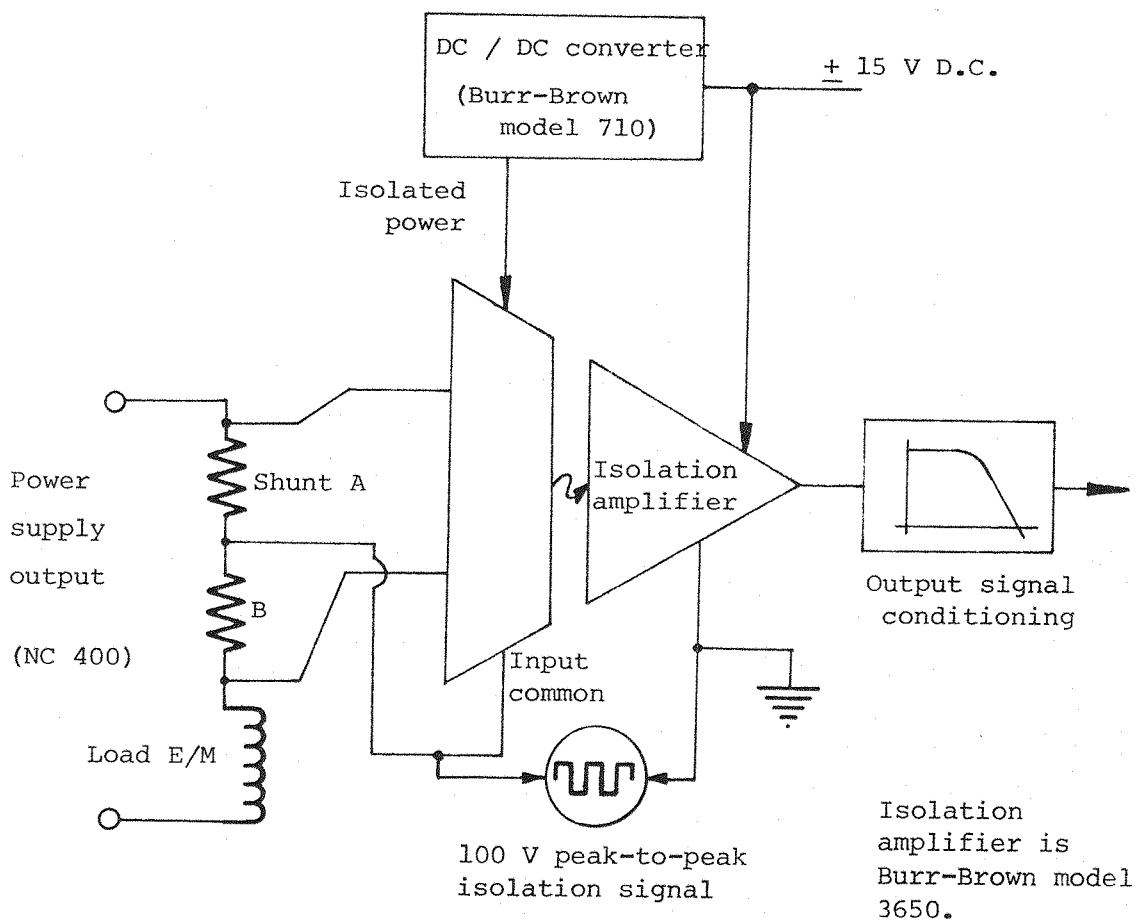 DC / DC converter
(Burr-Brown
model 710)
+ 15 V D.C.
Isolated
power
Power
supply
output
(NC 400)
Shunt A
B
Load E/M
Isolation
amplifier
Input
common
Output signal
conditioning
100 V peak-to-peak
isolation signal
Isolation
amplifier is
Burr-Brown model
3650.